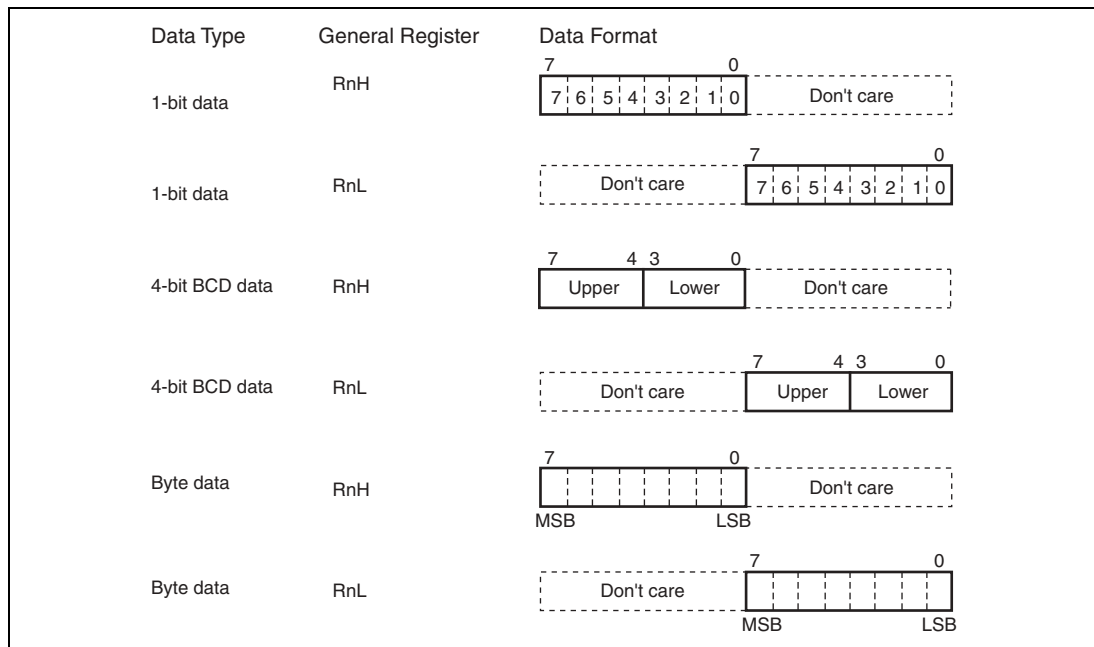 Data Type General Register Data Format
7 0
1-bit data RnH 7 6 5 4 3 2 1 0 Don't care
7 0
1-bit data RnL Don't care 7 6 5 4 3 2 1 0
7 4 3 0
4-bit BCD data RnH Upper Lower Don't care
7 4 3 0
4-bit BCD data RnL Don't care Upper Lower
7 0
Byte data RnH Don't care
MSB LSB
7 0
Byte data RnL Don't care
MSB LSB